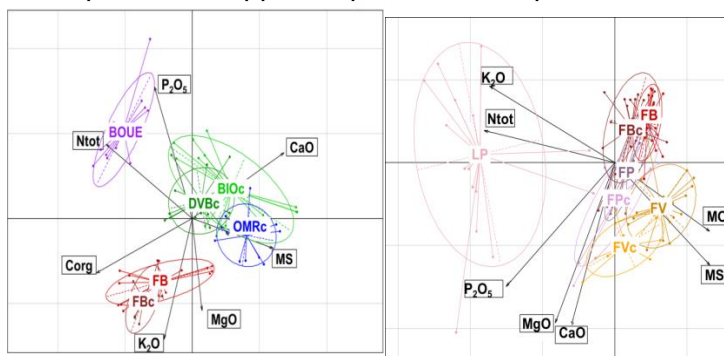 P₂O₅
BOUE
Ntot
CaO
BIOc
DVBc
OMRc
MS
Corg
FB
FBc
MgO
K₂O
K₂O
FB
FBc
Ntot
LP
FP
FPc
FV
MO
FVc
MS
P₂O₅
MgO
CaO